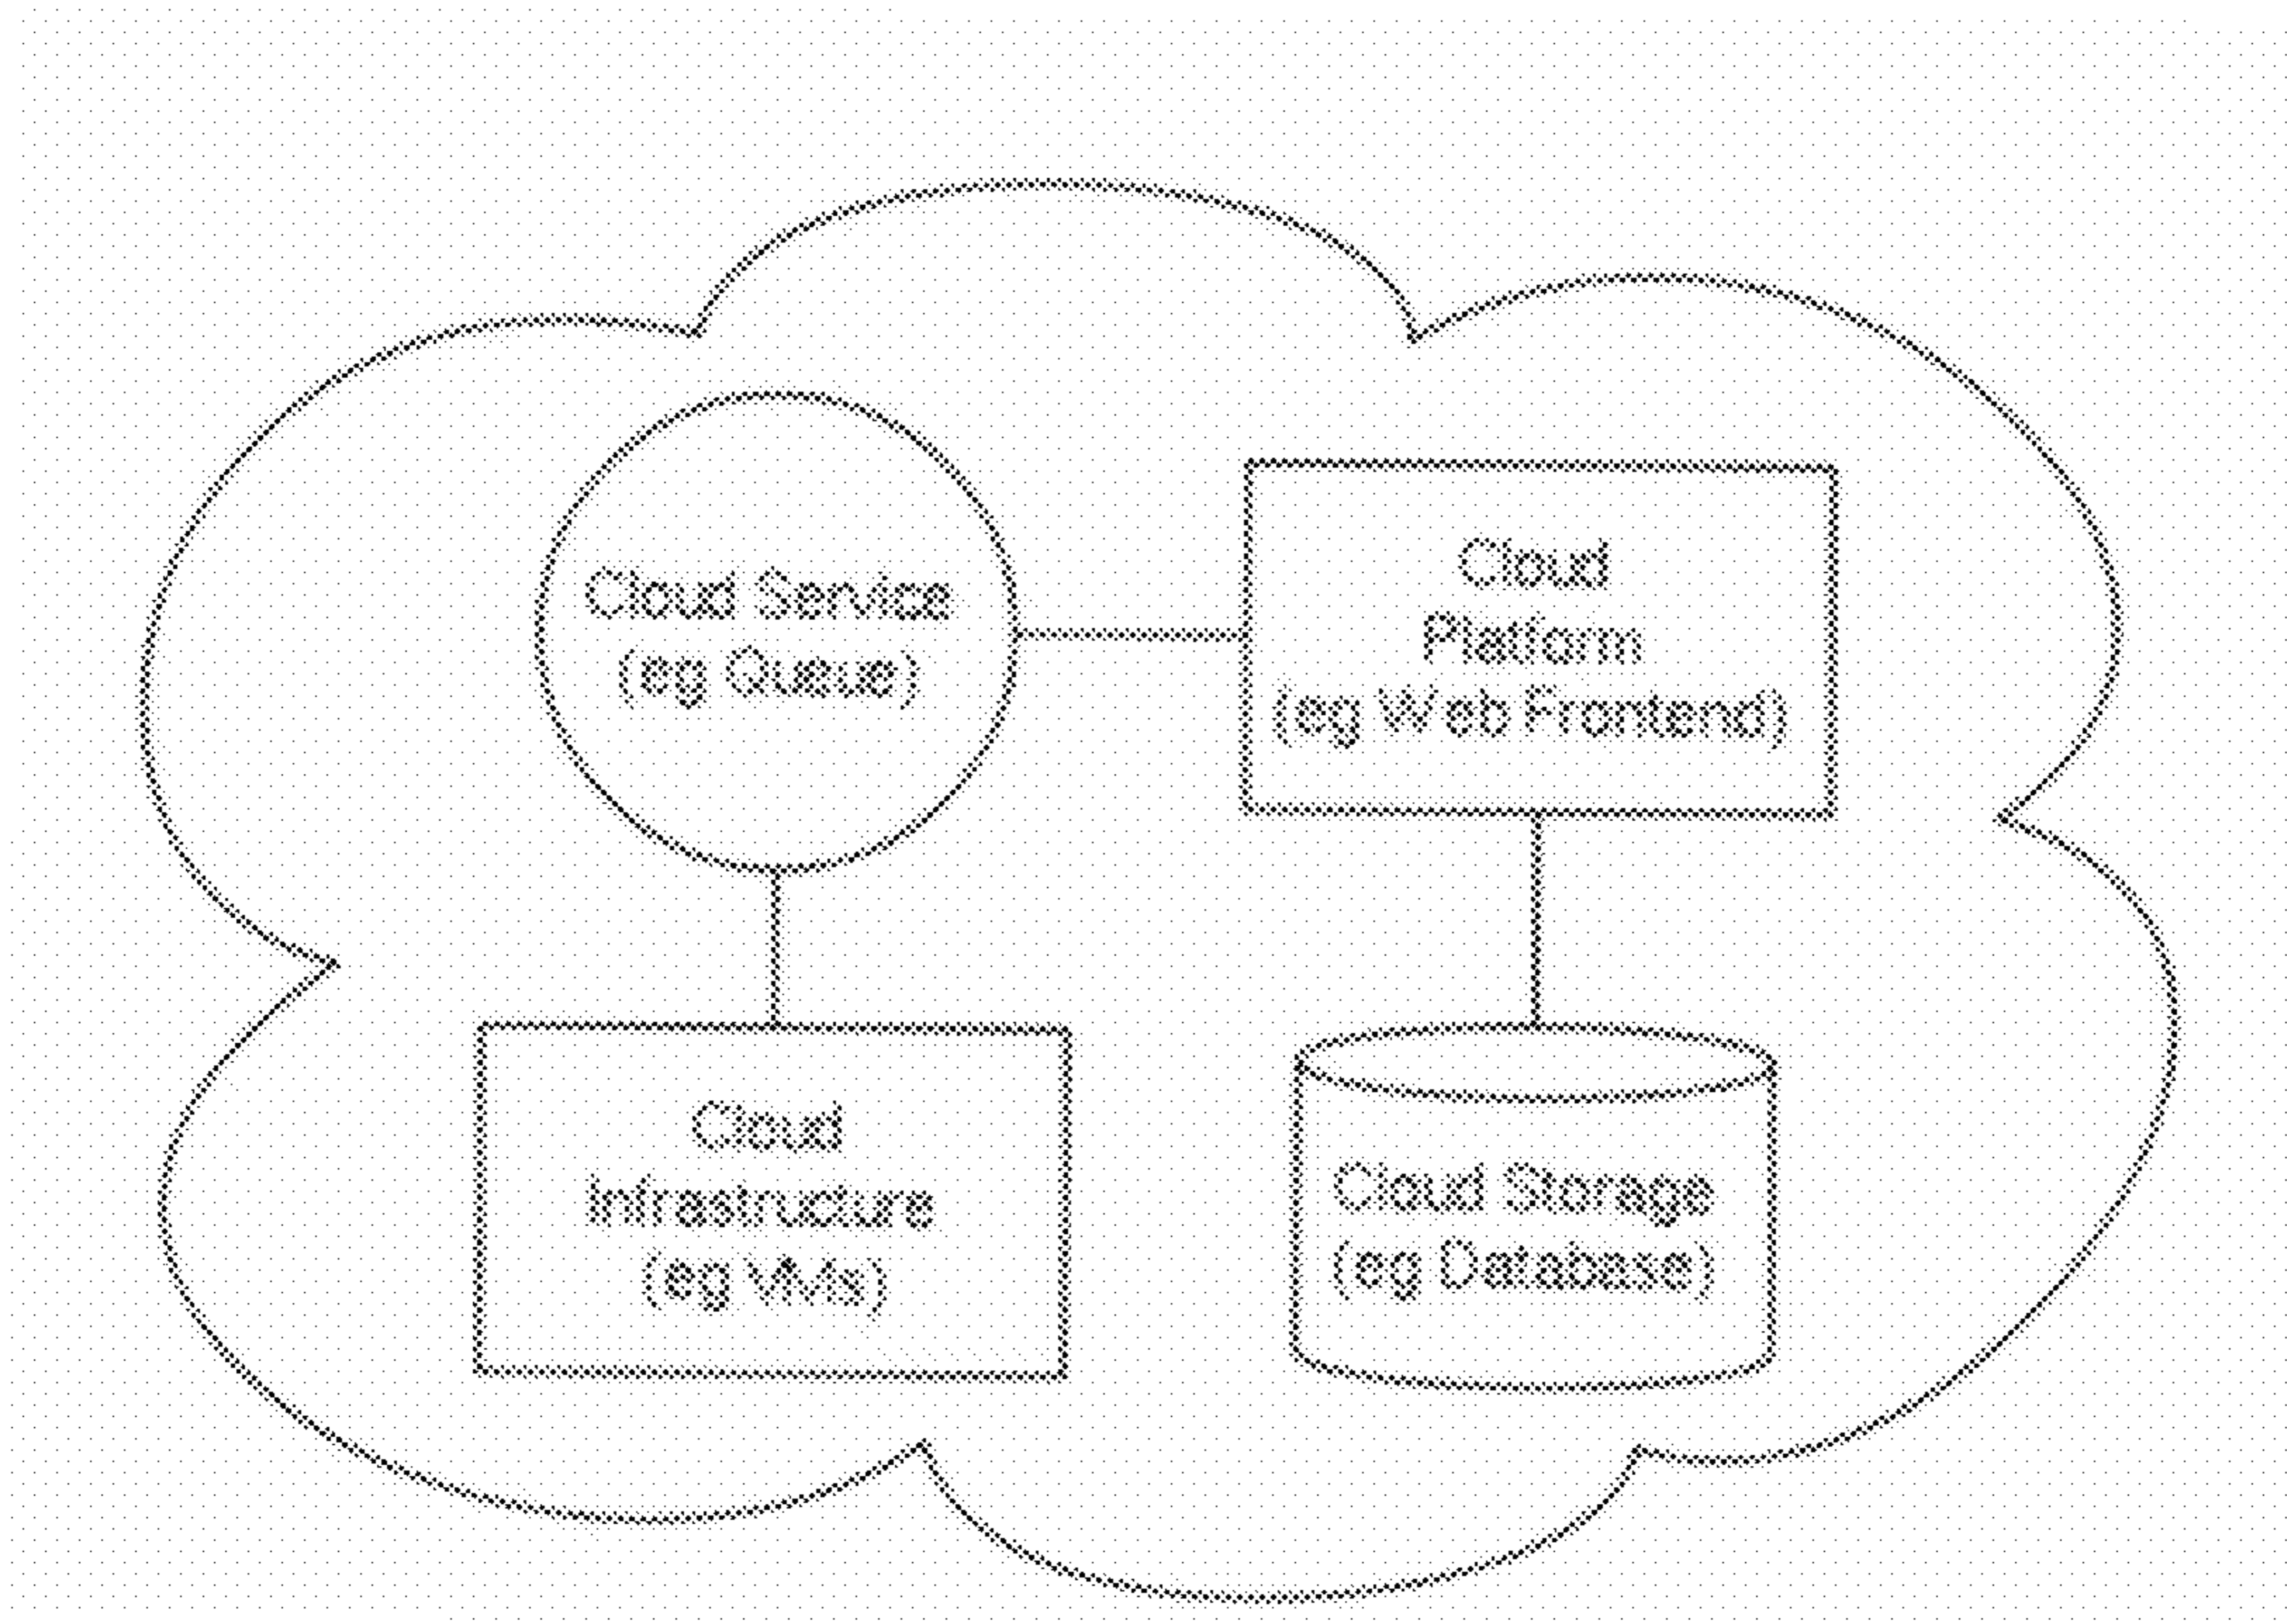 Cloud Service
(eg Queue)
Cloud
Platform
(eg Web Frontend)
Cloud
Infrastructure
(eg VMs)
Cloud Storage
(eg Database)